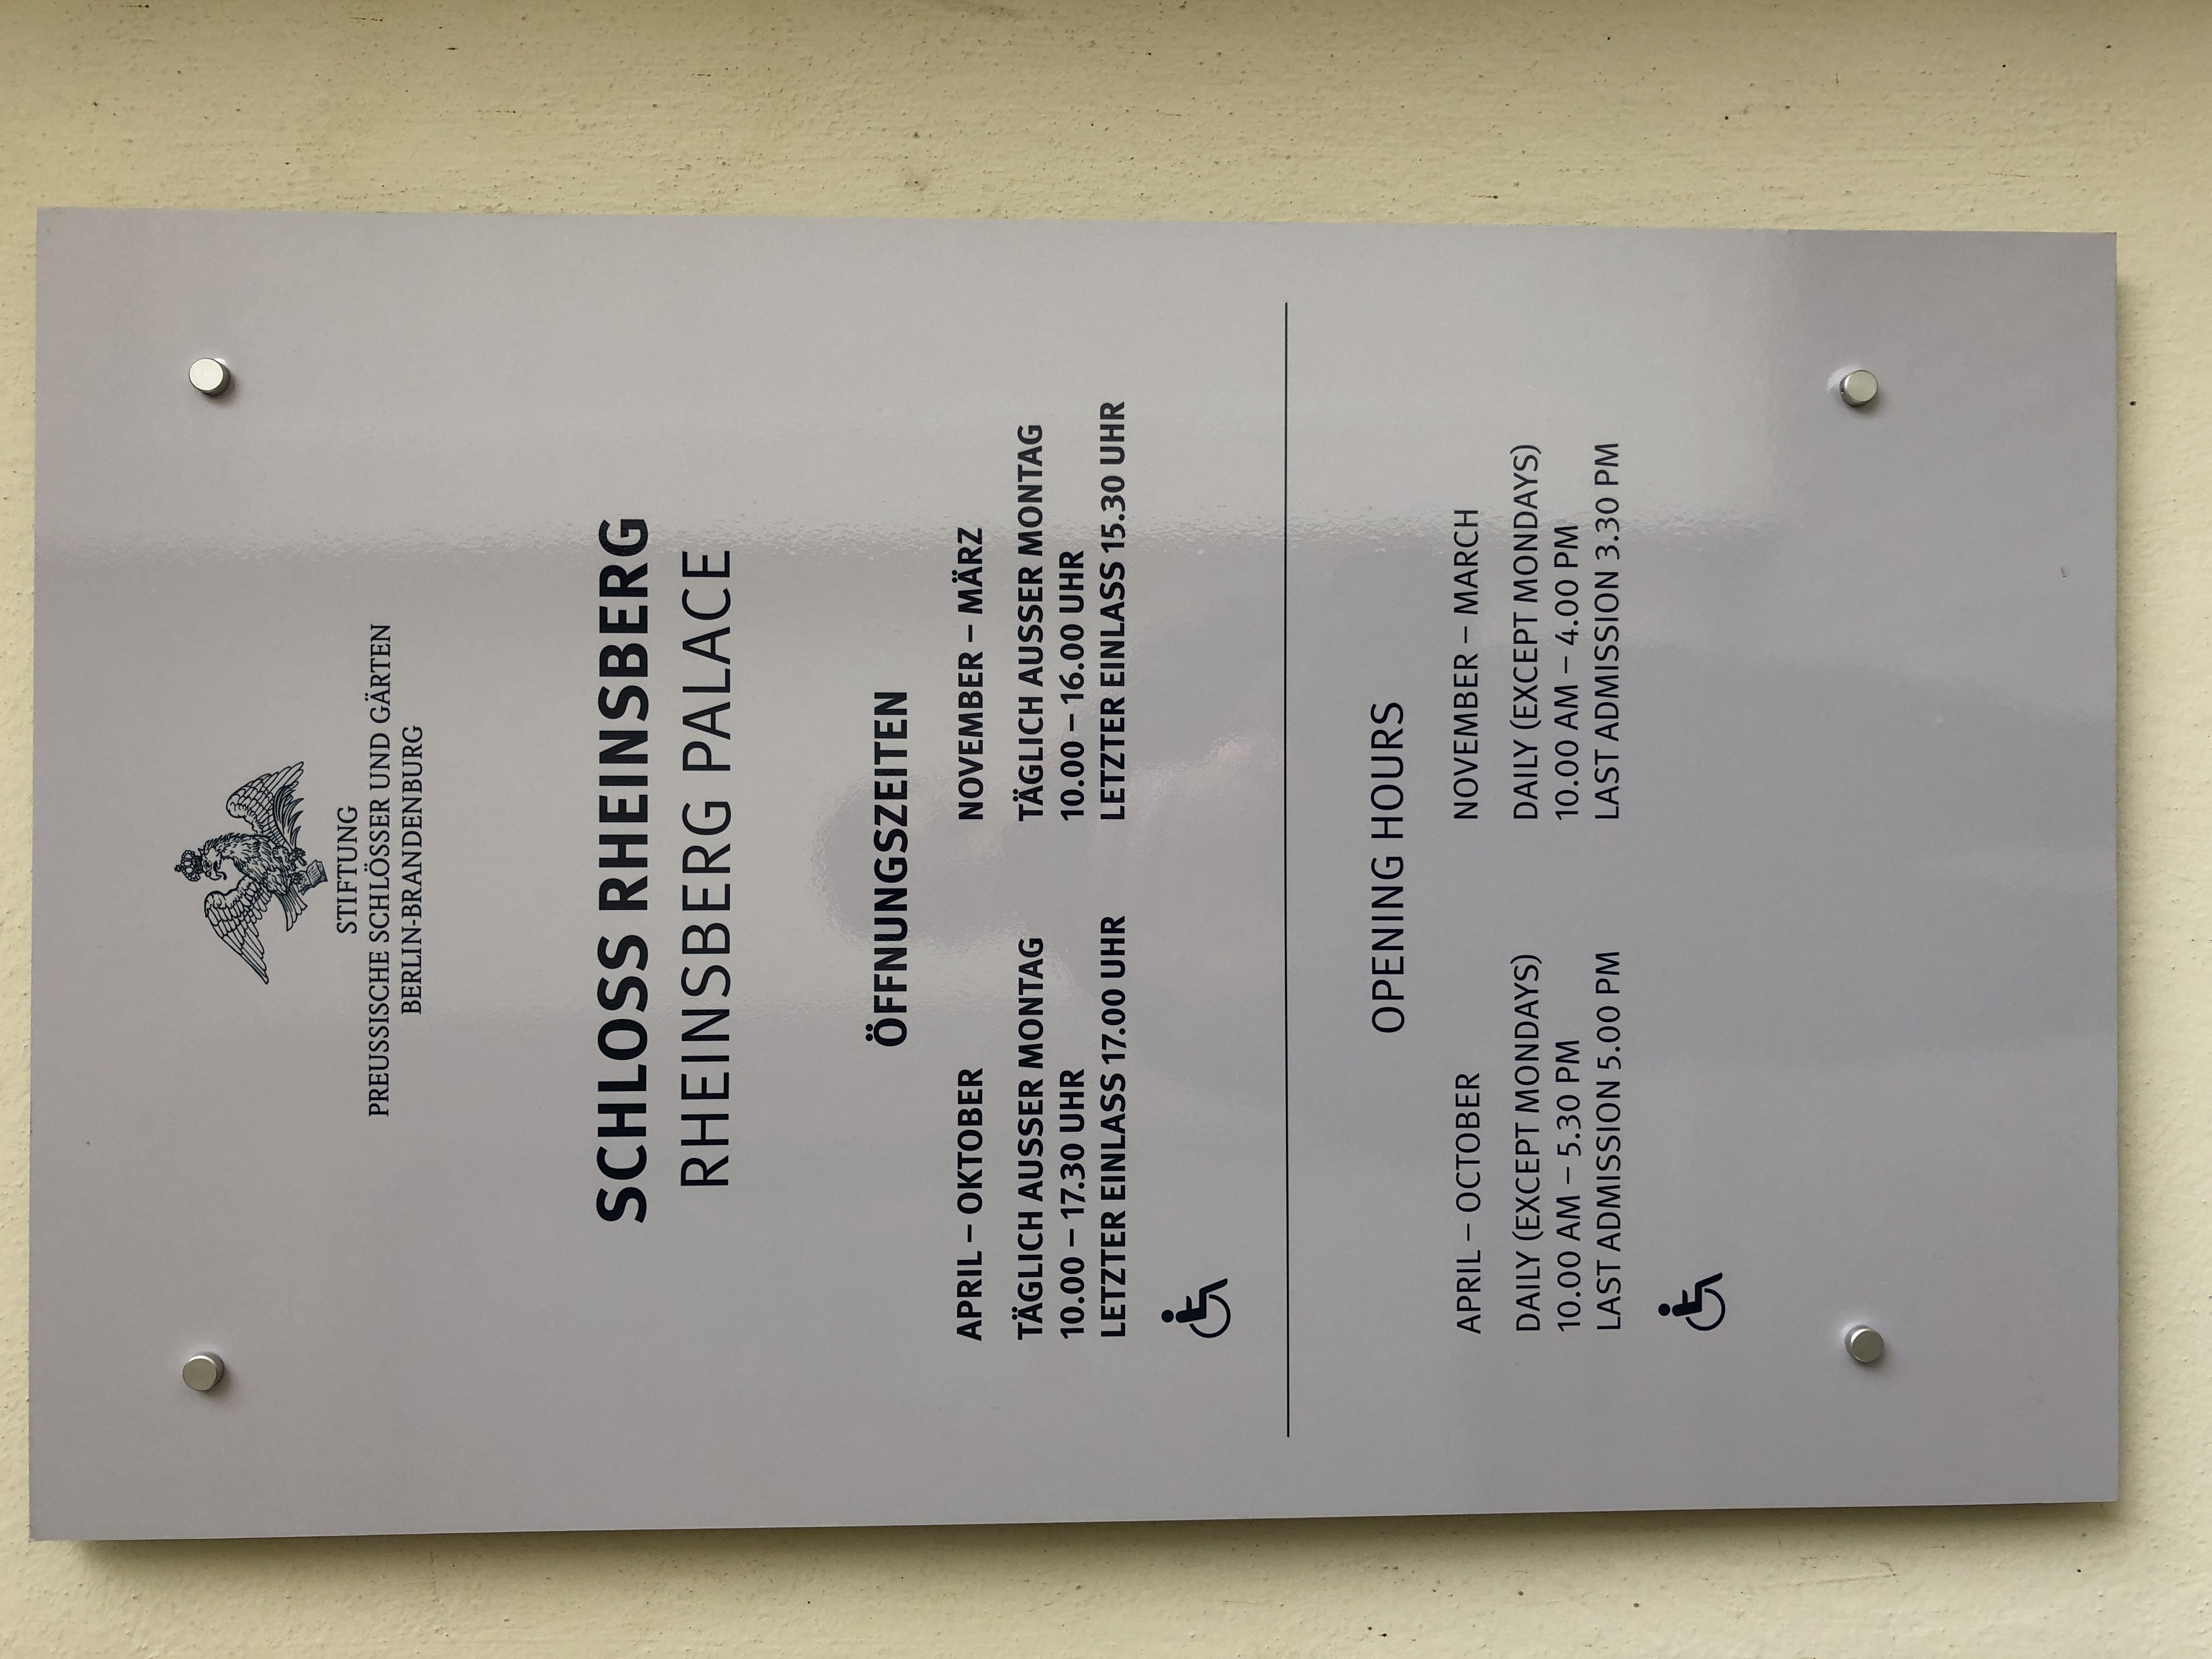 STIFTUNG
PREUSSISCHE SCHLÖSSER UND GÄRTEN
BERLIN-BRANDENBURG
SCHLOSS RHEINSBERG
RHEINSBERG PALACE
ÖFFNUNGSZEITEN
APRIL – OKTOBER
TÄGLICH AUSSER MONTAG
10.00 – 17.30 UHR
LETZTER EINLASS 17.00 UHR
NOVEMBER – MÄRZ
TÄGLICH AUSSER MONTAG
10.00 – 16.00 UHR
LETZTER EINLASS 15.30 UHR
OPENING HOURS
APRIL – OCTOBER
DAILY (EXCEPT MONDAYS)
10.00 AM – 5.30 PM
LAST ADMISSION 5.00 PM
NOVEMBER – MARCH
DAILY (EXCEPT MONDAYS)
10.00 AM – 4.00 PM
LAST ADMISSION 3.30 PM